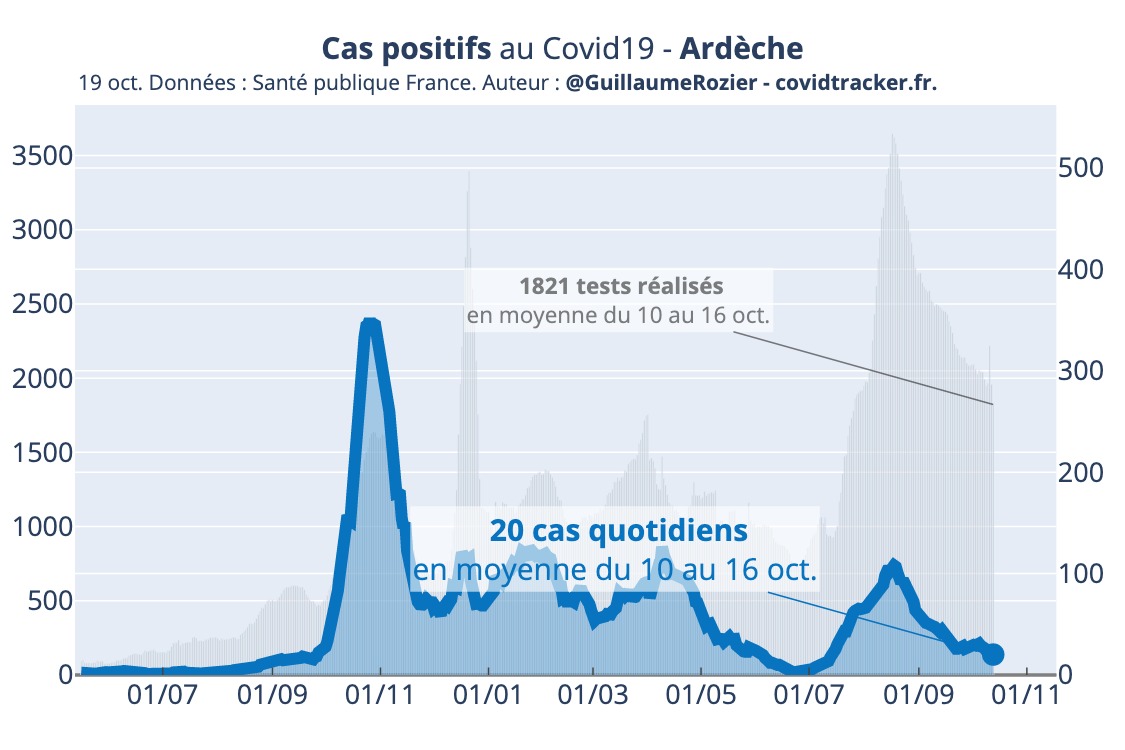 Cas positifs au Covid19 - Ardèche
19 oct. Données : Santé publique France. Auteur : @GuillaumeRozier - covidtracker.fr.
3500
3000
2500
2000
1500
1000
500
0
500
400
300
200
100
0
1821 tests réalisés
en moyenne du 10 au 16 oct.
20 cas quotidiens
en moyenne du 10 au 16 oct.
01/07 01/09 01/11 01/01 01/03 01/05 01/07 01/09 01/11